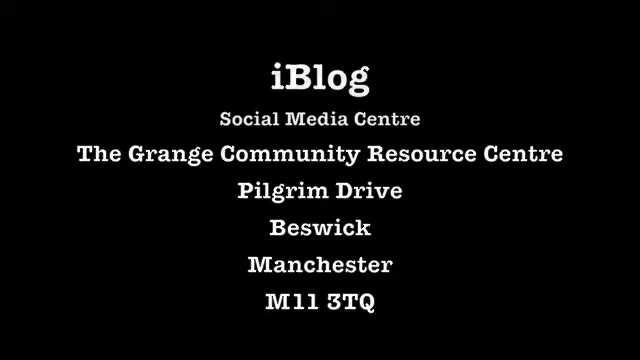 iBlog
Social Media Centre
The Grange Community Resource Centre
Pilgrim Drive
Beswick
Manchester
M11 3TQ